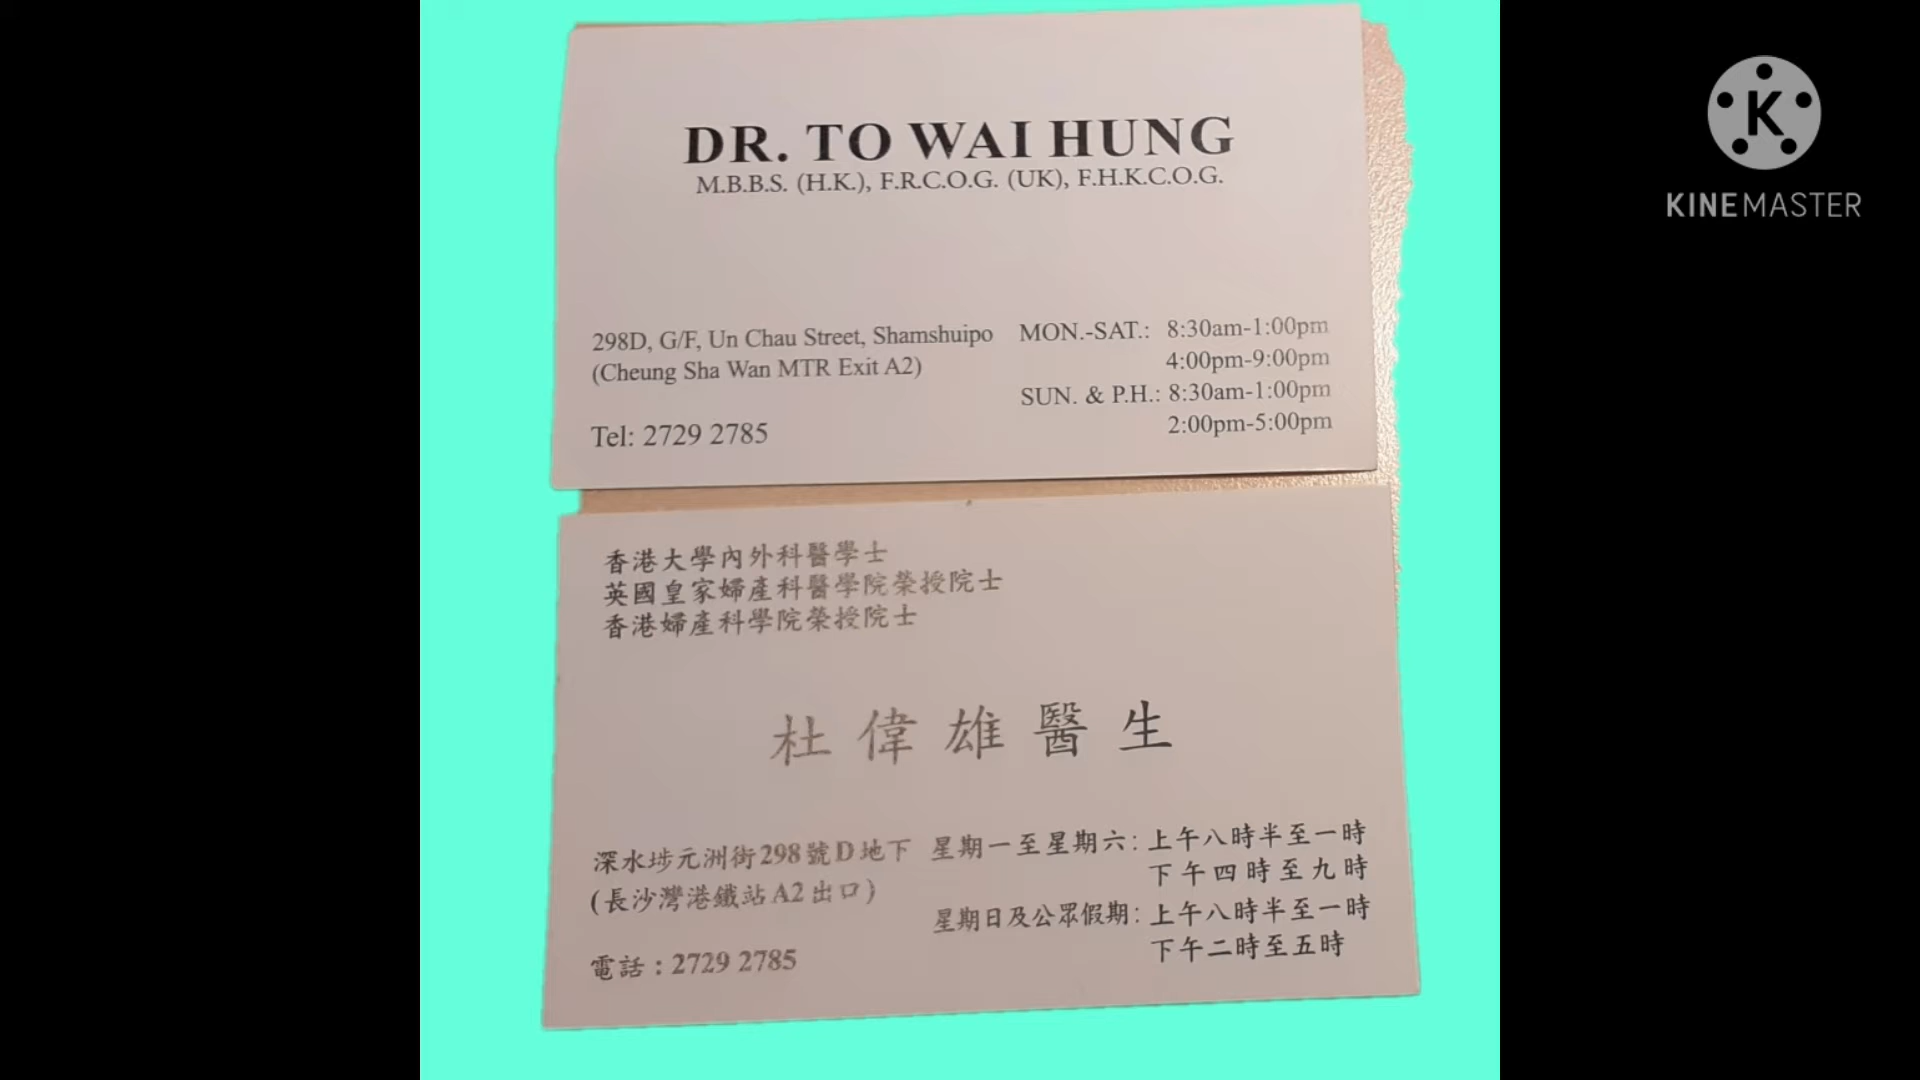 DR. TO WAI HUNG
M.B.B.S. (H.K.), F.R.C.O.G. (UK), F.H.K.C.O.G.
298D, G/F, Un Chau Street, Shamshuipo
(Cheung Sha Wan MTR Exit A2)
Tel: 2729 2785
MON.-SAT.: 8:30am-1:00pm
4:00pm-9:00pm
SUN. & P.H.: 8:30am-1:00pm
2:00pm-5:00pm
香港大學內外科醫學士
英國皇家婦產科醫學院榮授院士
香港婦產科學院榮授院士
杜偉雄醫生
深水埗元洲街298號D地下
(長沙灣港鐵站A2出口)
電話：2729 2785
星期一至星期六：上午八時半至一時
下午四時至九時
星期日及公眾假期：上午八時半至一時
下午二時至五時
K
KINEMASTER